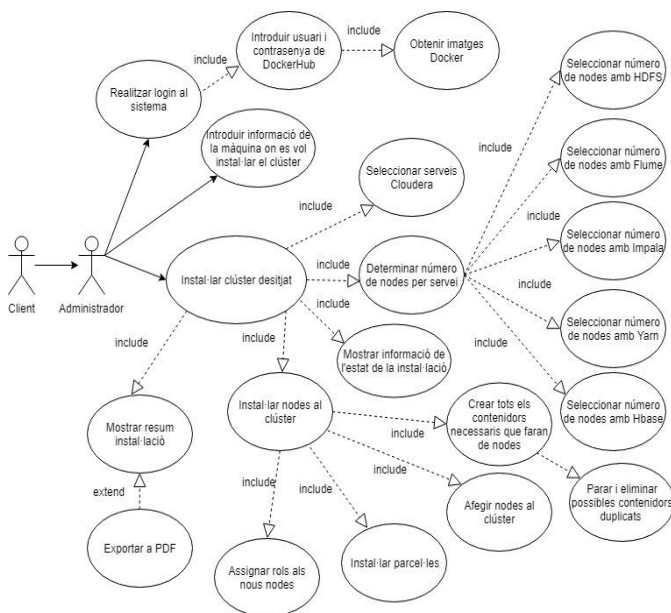 Introduir usuari i
contrasenya de
DockerHub
include
Obtenir imatges
Docker
include
Realitzar login al
sistema
Seleccionar número
de nodes amb HDFS
Introduir informació de
la màquina on es vol
instal·lar el clúster
include
Seleccionar número
de nodes amb Flume
Seleccionar serveis
Cloudera
include
include
Seleccionar número
de nodes amb Impala
Client
Administrador
Instal·lar clúster desitjat
include
Determinar número
de nodes per servei
include
include
Seleccionar número
de nodes amb Yarn
include
include
Mostrar informació de
l'estat de la instal·lació
include
Seleccionar número
de nodes amb Hbase
Mostrar resum
instal·lació
Instal·lar nodes al
clúster
include
Crear tots els
contenidors
necessaris que faran
de nodes
include
extend
include
include
Afegir nodes al
clúster
Parar i eliminar
possibles contenidors
duplicats
Exportar a PDF
Assignar rols als
nous nodes
Instal·lar parcel·les